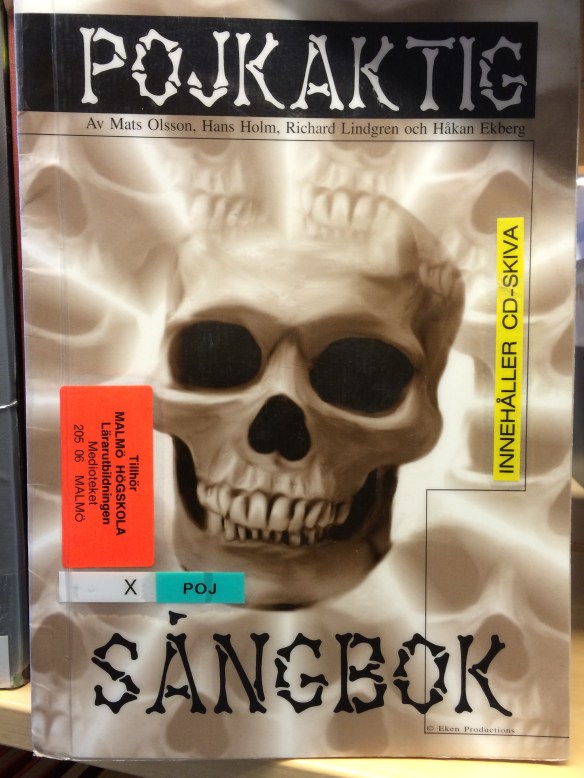 POJKAKTIG
Av Mats Olsson, Hans Holm, Richard Lindgren och Håkan Ekberg
INNEHÅLLER CD-SKIVA
Tillhör
MALMÖ HÖGSKOLA
Lärarutbildningen
Medioteket
205 06 MALMÖ
X POJ
SÅNGBOK
© Eken Productions